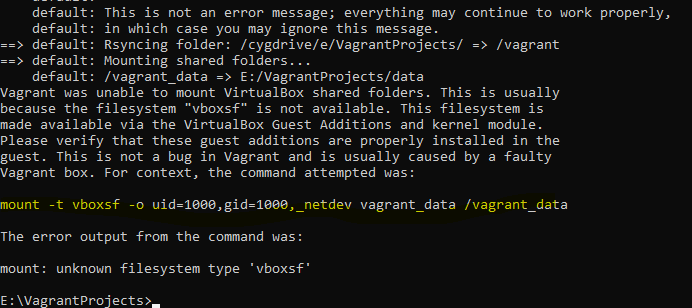 default: This is not an error message; everything may continue to work properly,
default: in which case you may ignore this message.
==> default: Rsyncing folder: /cygdrive/e/VagrantProjects/ => /vagrant
==> default: Mounting shared folders...
default: /vagrant_data => E:/VagrantProjects/data
Vagrant was unable to mount VirtualBox shared folders. This is usually
because the filesystem "vboxsf" is not available. This filesystem is
made available via the VirtualBox Guest Additions and kernel module.
Please verify that these guest additions are properly installed in the
guest. This is not a bug in Vagrant and is usually caused by a faulty
Vagrant box. For context, the command attempted was:
mount -t vboxsf -o uid=1000,gid=1000,_netdev vagrant_data /vagrant_data
The error output from the command was:
mount: unknown filesystem type 'vboxsf'
E:\VagrantProjects>